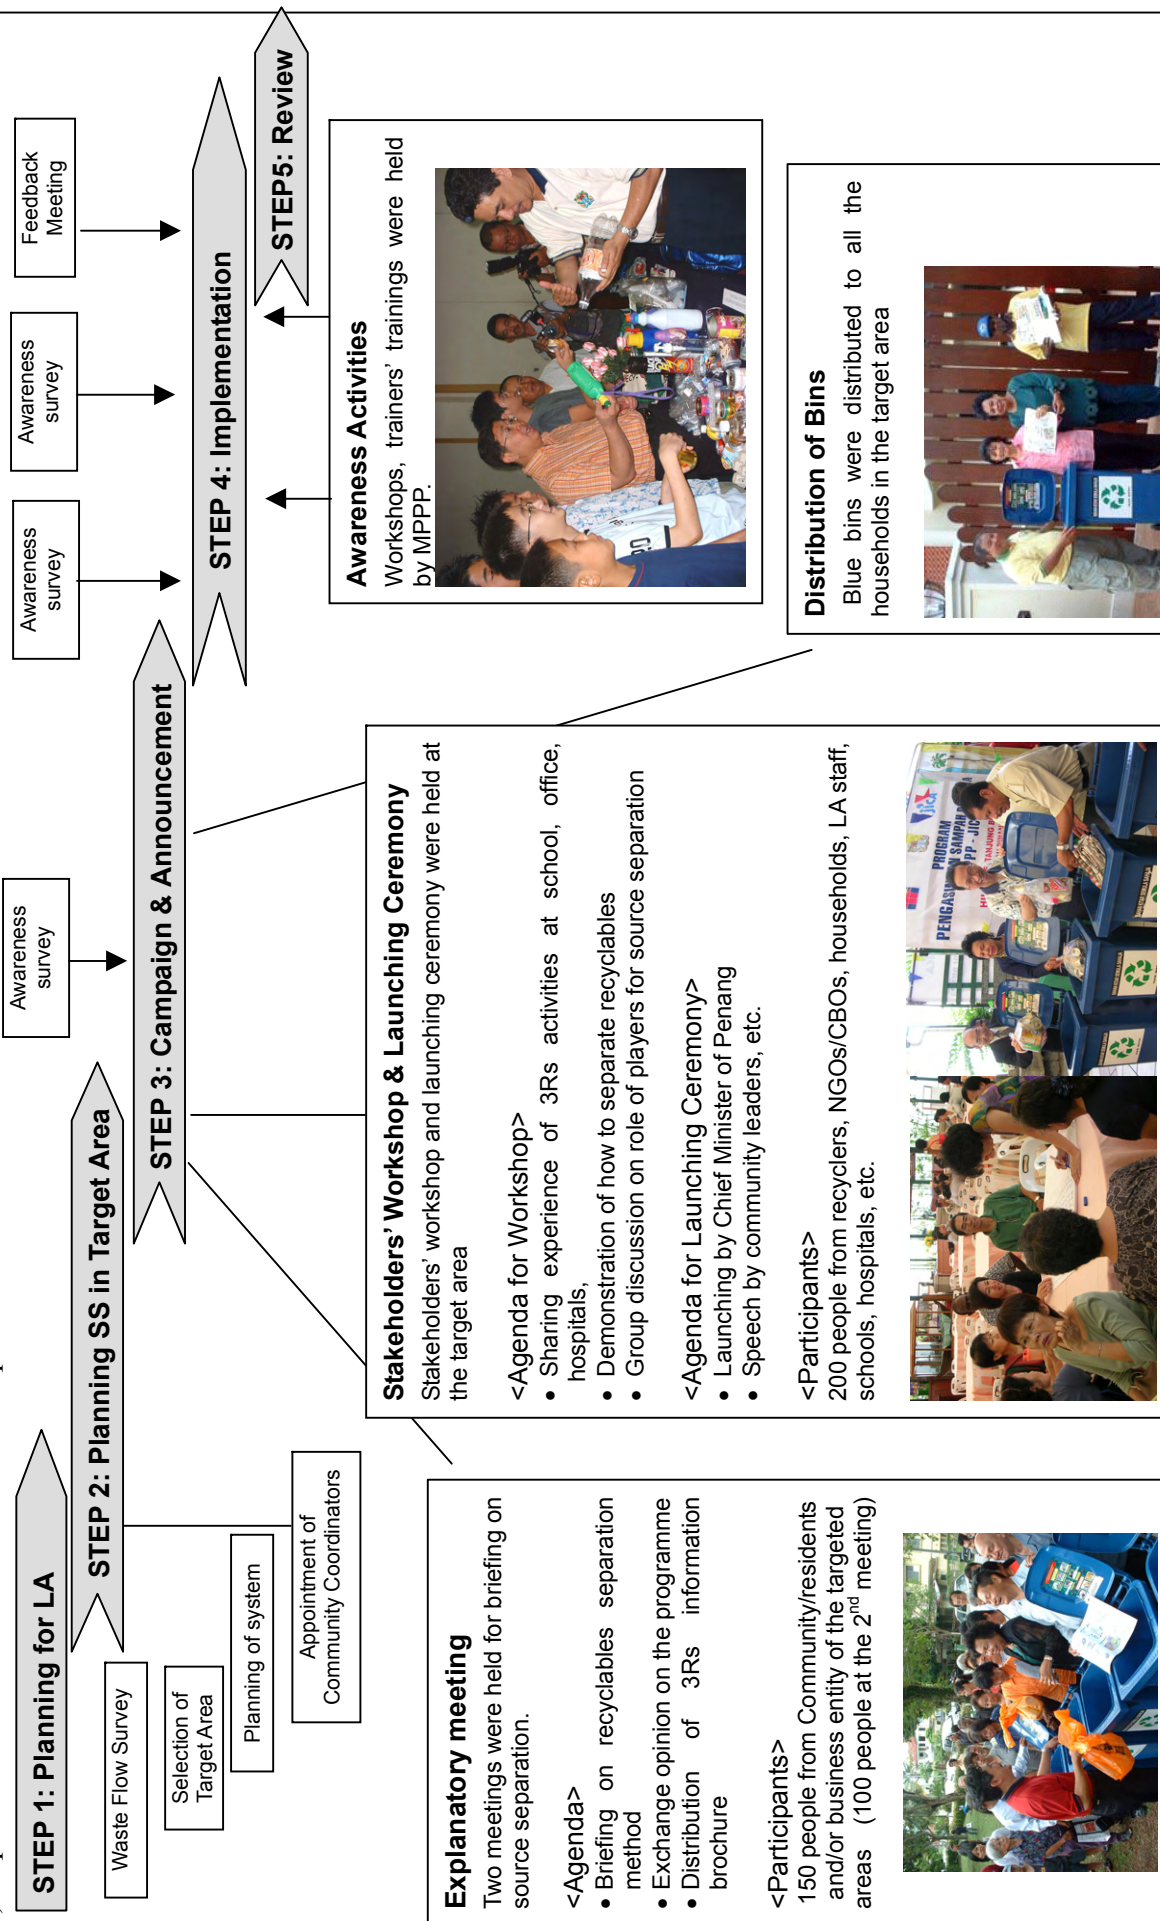 STEP 1: Planning for LA
STEP 2: Planning SS in Target Area
STEP 3: Campaign & Announcement
STEP 4: Implementation
STEP5: Review
Waste Flow Survey
Selection of
Target Area
Planning of system
Appointment of
Community Coordinators
Awareness
survey
Awareness
survey
Awareness
survey
Feedback
Meeting
Explanatory meeting
Two meetings were held for briefing on
source separation.
<Agenda>
• Briefing on recyclables separation
method
• Exchange opinion on the programme
• Distribution of 3Rs information
brochure
<Participants>
150 people from Community/residents
and/or business entity of the targeted
areas (100 people at the 2nd meeting)
Stakeholders' Workshop & Launching Ceremony
Stakeholders' workshop and launching ceremony were held at
the target area
<Agenda for Workshop>
• Sharing experience of 3Rs activities at school, office,
hospitals,
• Demonstration of how to separate recyclables
• Group discussion on role of players for source separation
<Agenda for Launching Ceremony>
• Launching by Chief Minister of Penang
• Speech by community leaders, etc.
<Participants>
200 people from recyclers, NGOs/CBOs, households, LA staff,
schools, hospitals, etc.
PROGRAM
PENGASINGAN SAMPAH
PP - JIC
TANJUNG
JICA
Awareness Activities
Workshops, trainers' trainings were held
by MPPP.
Distribution of Bins
Blue bins were distributed to all the
households in the target area